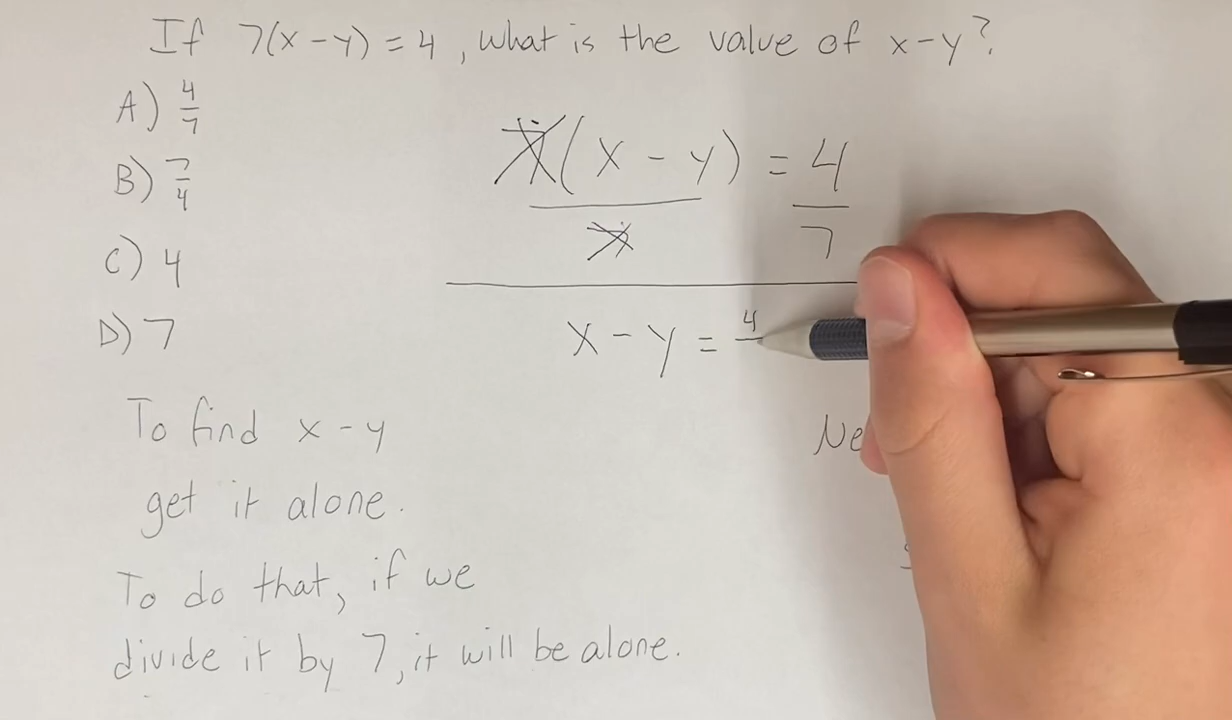 If 7(x-y)=4, what is the value of x-y?
A) 4/7
B) 7/4
C) 4
D) 7
7(x-y) = 4
7 7
x-y = 4
To find x-y
get it alone.
To do that, if we
divide it by 7, it will be alone.